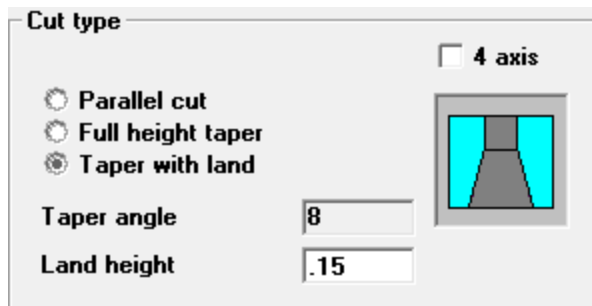 Cut type
4 axis
Parallel cut
Full height taper
Taper with land
Taper angle 8
Land height .15